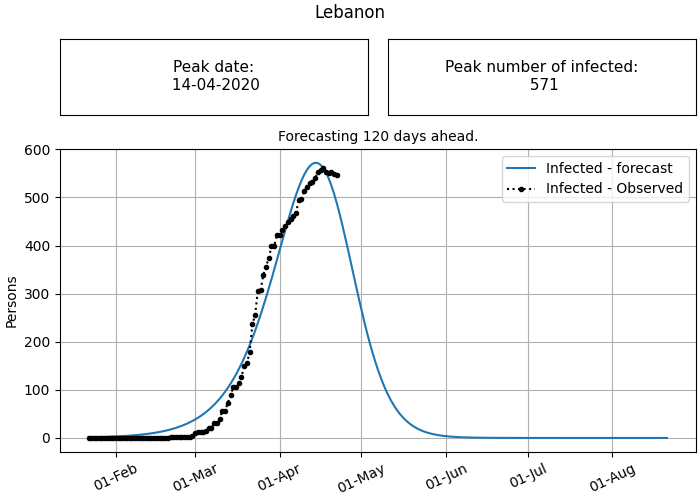 Lebanon
Peak date:
14-04-2020
Peak number of infected:
571
Forecasting 120 days ahead.
Infected - forecast
Infected - Observed
Persons
600
500
400
300
200
100
0
01-Feb
01-Mar
01-Apr
01-May
01-Jun
01-Jul
01-Aug